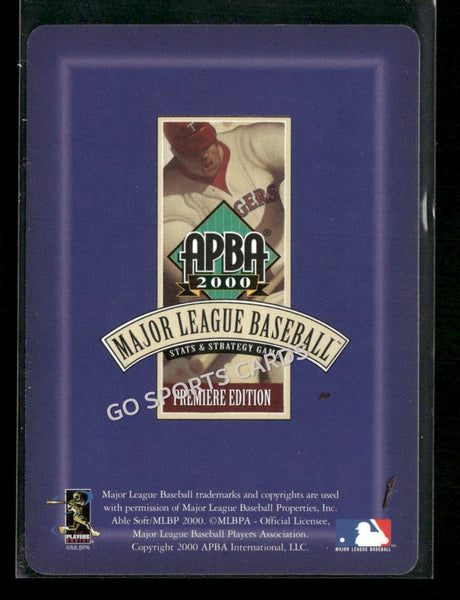 T
GERS
APBA®
2000
MAJOR LEAGUE BASEBALL™
STATS & STRATEGY GAME
GO SPORTS CARDS
PREMIERE EDITION
Major League Baseball trademarks and copyrights are used
with permission of Major League Baseball Properties, Inc.
Able Soft/MLBP 2000. ©MLBPA - Official Licensee,
Major League Baseball Players Association.
Copyright 2000 APBA International, LLC.
PLAYERS
©MLBPA
MAJOR LEAGUE BASEBALL